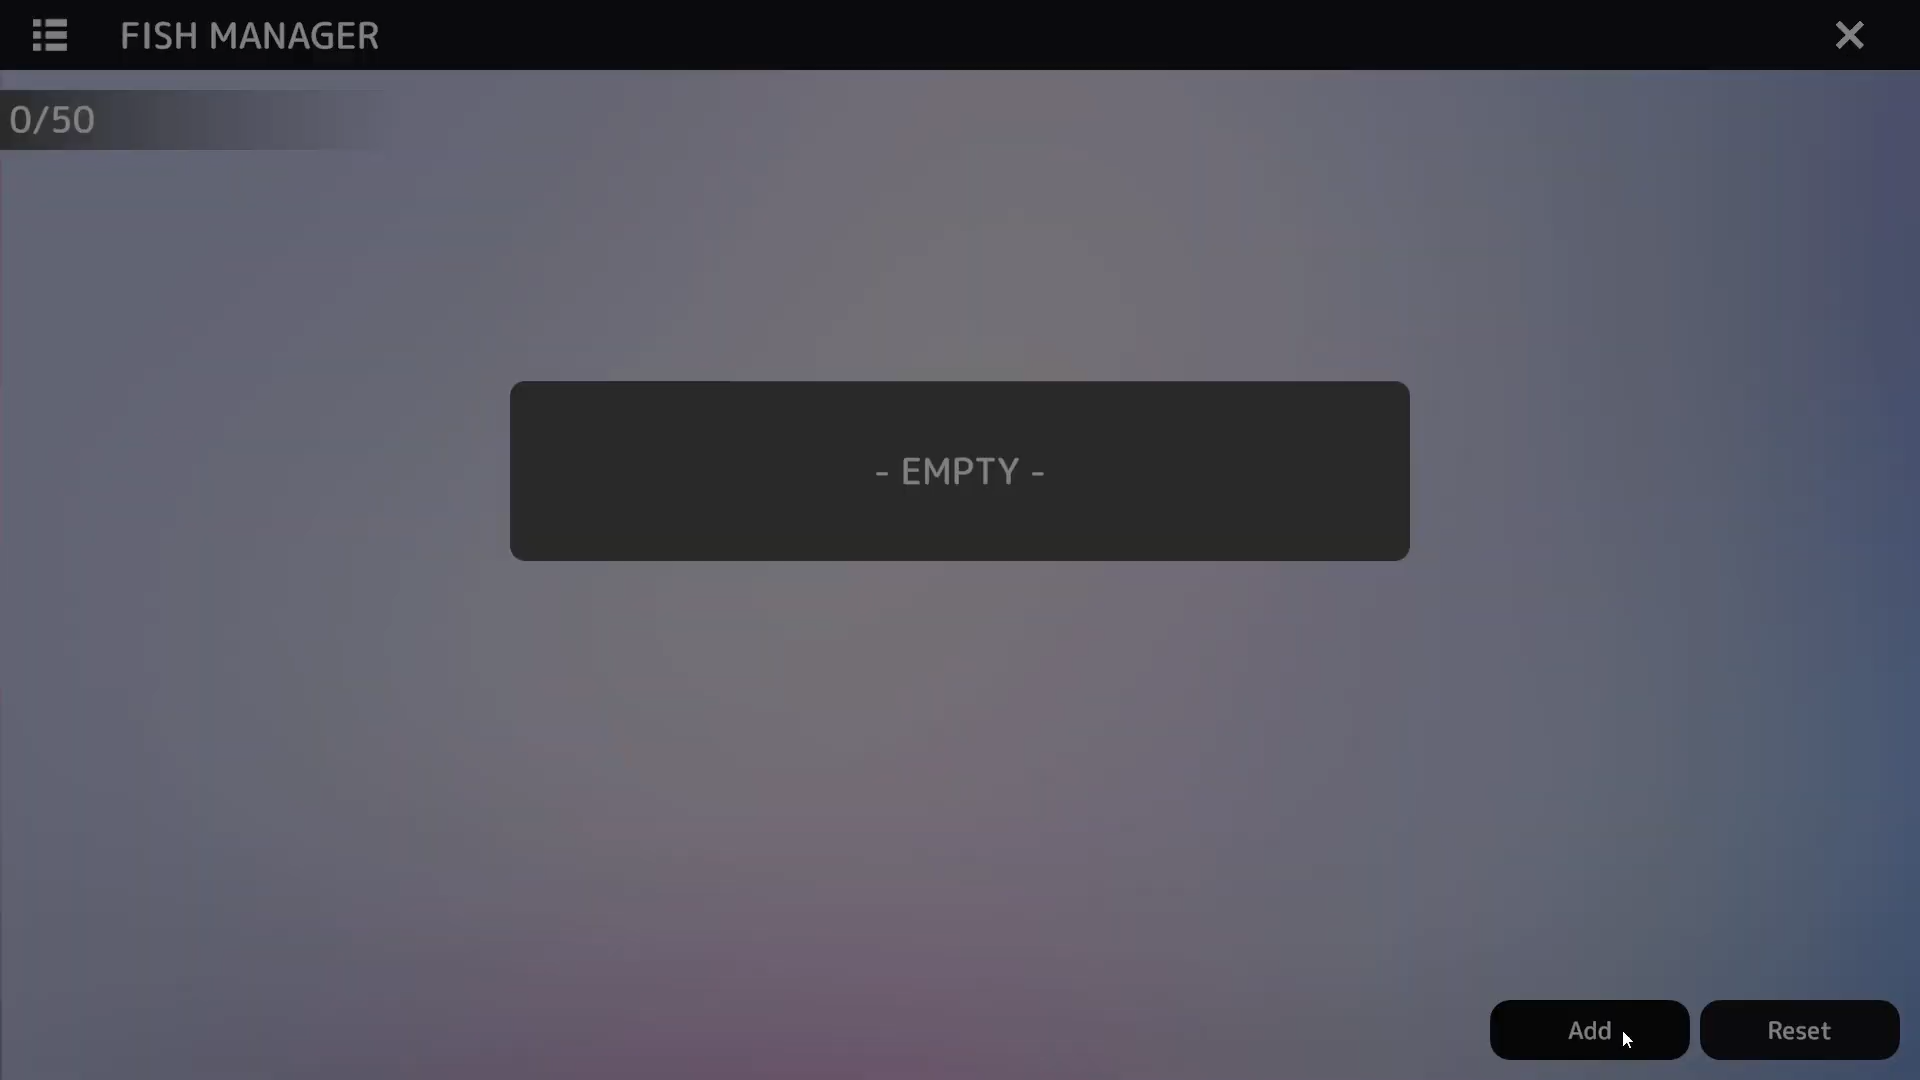 FISH MANAGER
0/50
- EMPTY -
Add
Reset